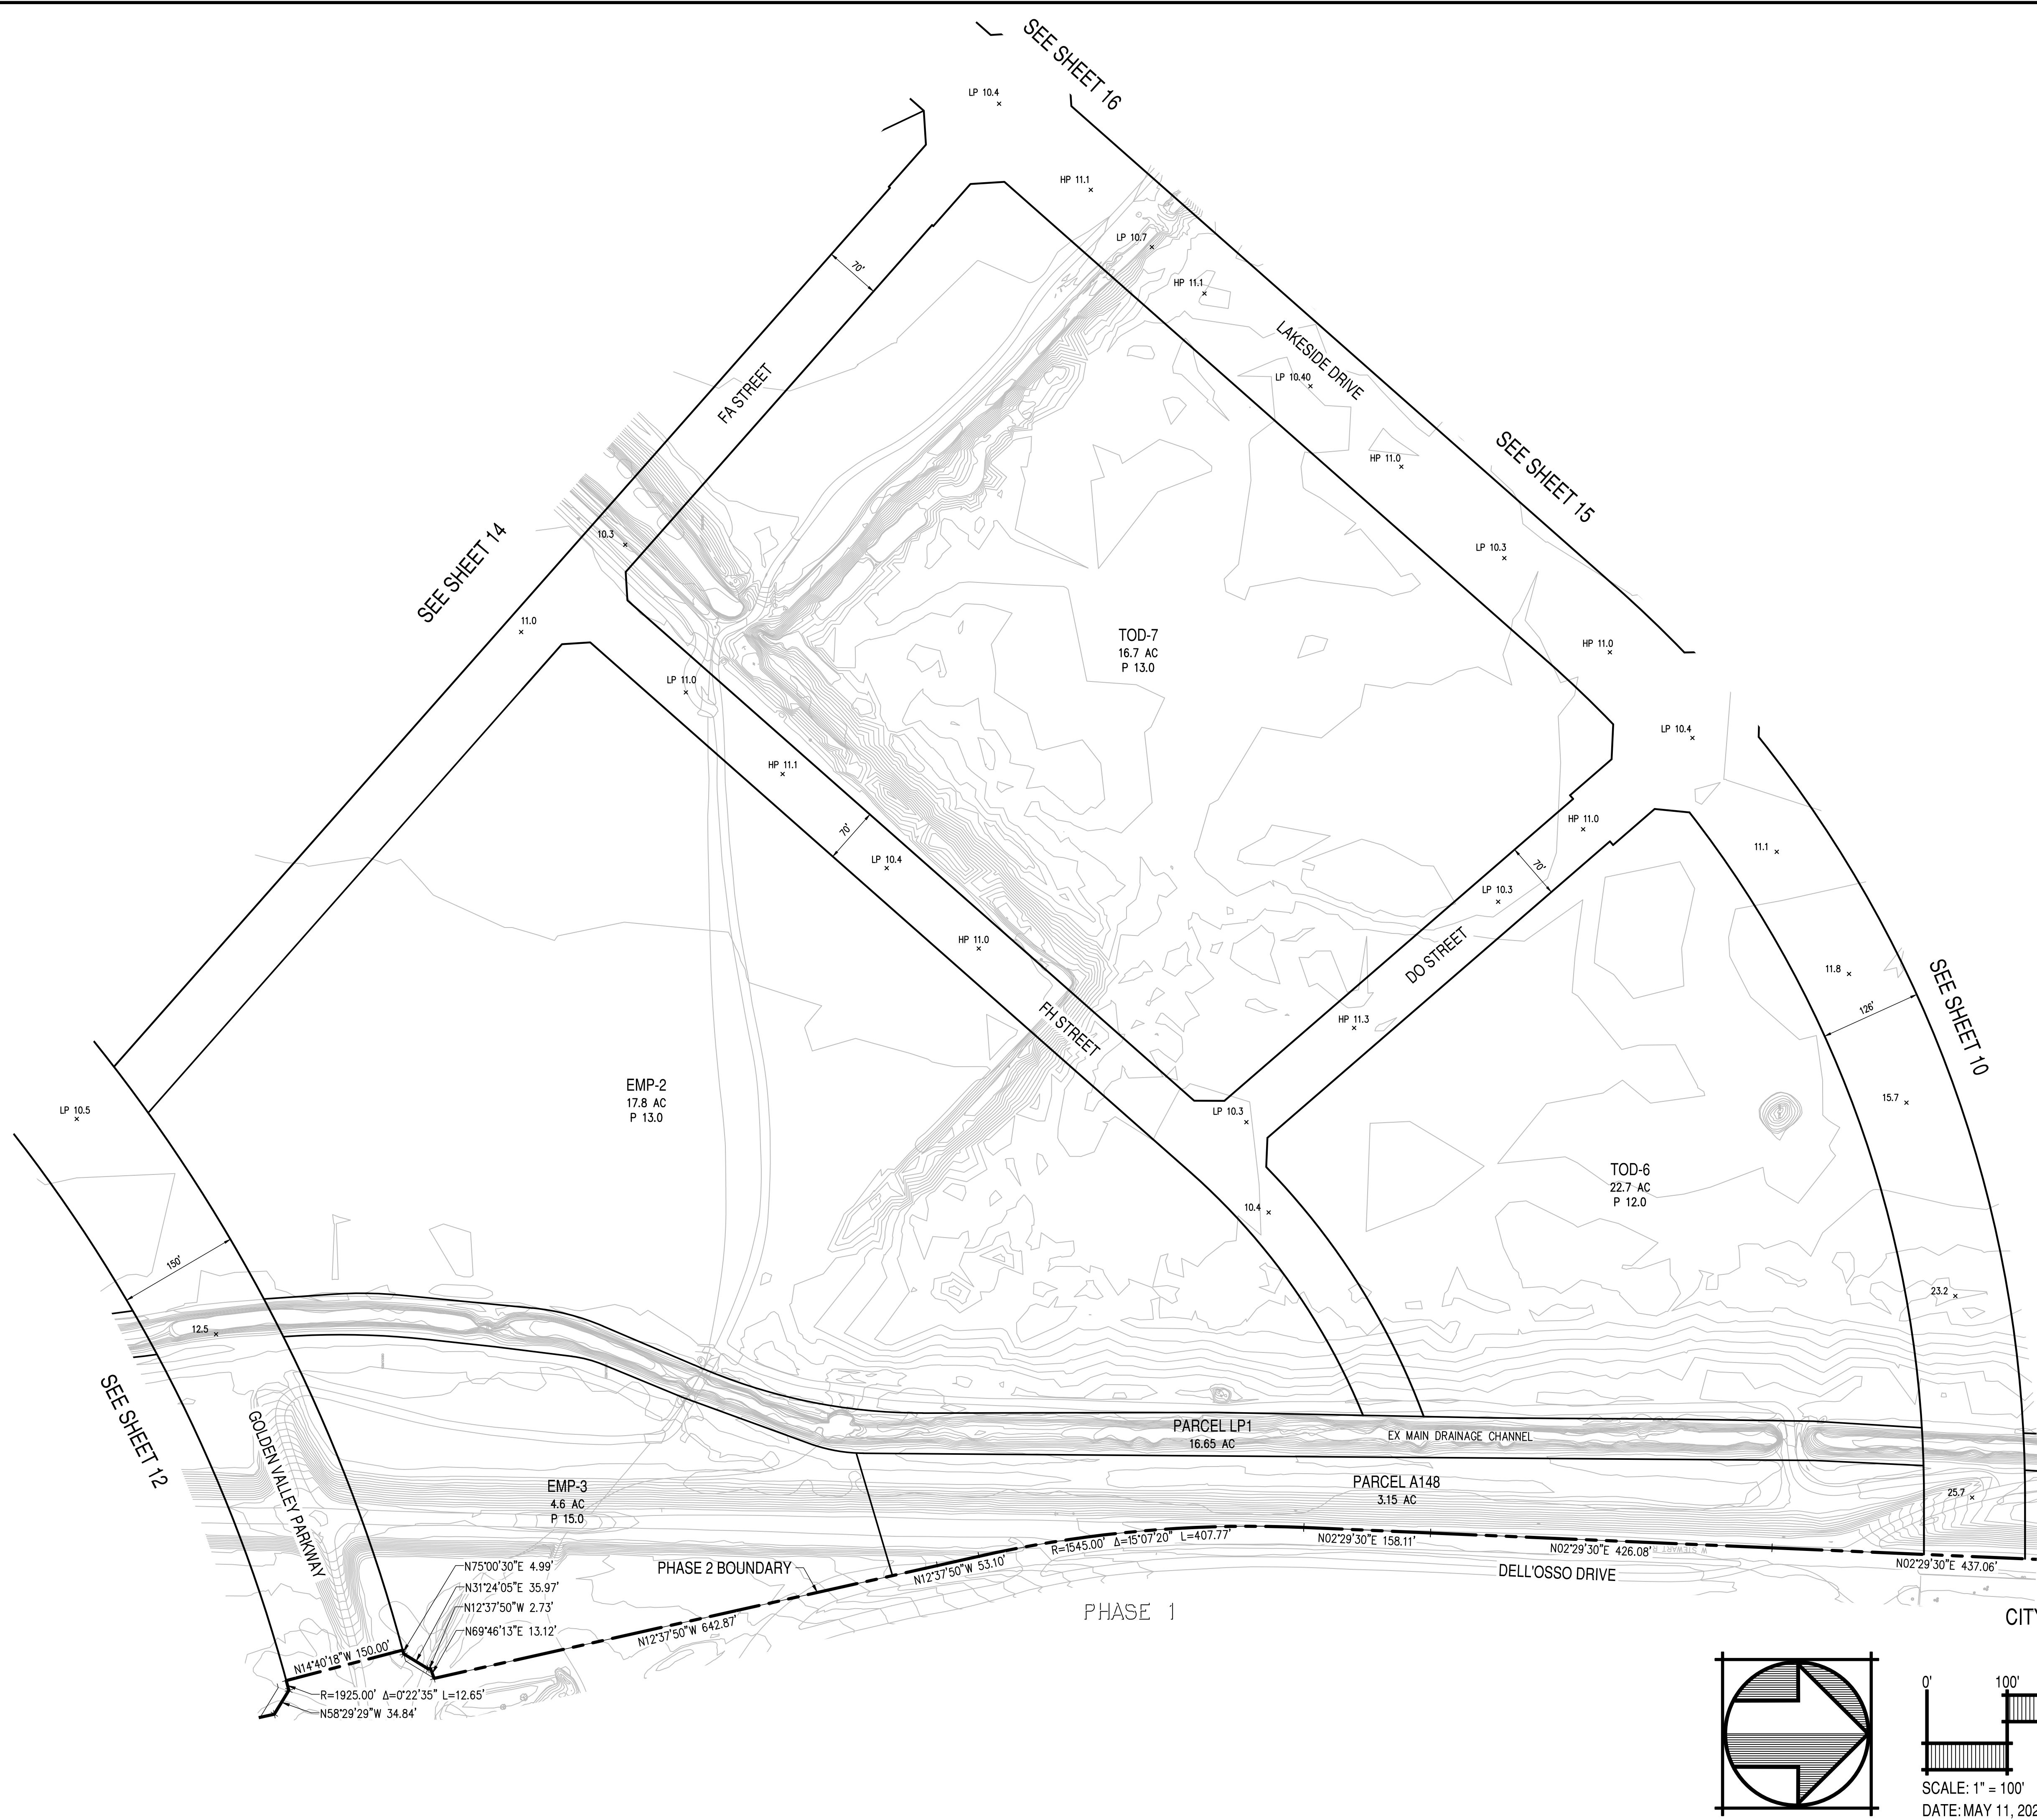 SEE SHEET 16
LP 10.4
HP 11.1
LP 10.7
HP 11.1
70'
LAKESIDE DRIVE
FA STREET
LP 10.40
SEE SHEET 15
HP 11.0
SEE SHEET 14
10.3
LP 10.3
11.0
TOD-7
16.7 AC
P 13.0
HP 11.0
LP 11.0
LP 10.4
HP 11.1
70'
HP 11.0
LP 10.4
11.1
70'
LP 10.3
HP 11.0
DO STREET
11.8
SEE SHEET 10
126'
FH STREET
HP 11.3
EMP-2
17.8 AC
P 13.0
LP 10.5
LP 10.3
15.7
TOD-6
22.7 AC
P 12.0
10.4
150'
23.2
12.5
SEE SHEET 12
GOLDEN VALLEY PARKWAY
PARCEL LP1
16.65 AC
EX MAIN DRAINAGE CHANNEL
EMP-3
4.6 AC
P 15.0
PARCEL A148
3.15 AC
25.7
R=1545.00' Δ=15°07'20" L=407.77'
N02°29'30"E 158.11'
N02°29'30"E 426.08'
W STEWART R
N02°29'30"E 437.06'
N75°00'30"E 4.99'
N31°24'05"E 35.97'
N12°37'50"W 2.73'
N69°46'13"E 13.12'
PHASE 2 BOUNDARY
N12°37'50"W 53.10'
DELL'OSSO DRIVE
PHASE 1
CITY
N12°37'50"W 642.87'
N14°40'18"W 150.00'
R=1925.00' Δ=0°22'35" L=12.65'
N58°29'29"W 34.84'
0'
100'
SCALE: 1" = 100'
DATE: MAY 11, 202